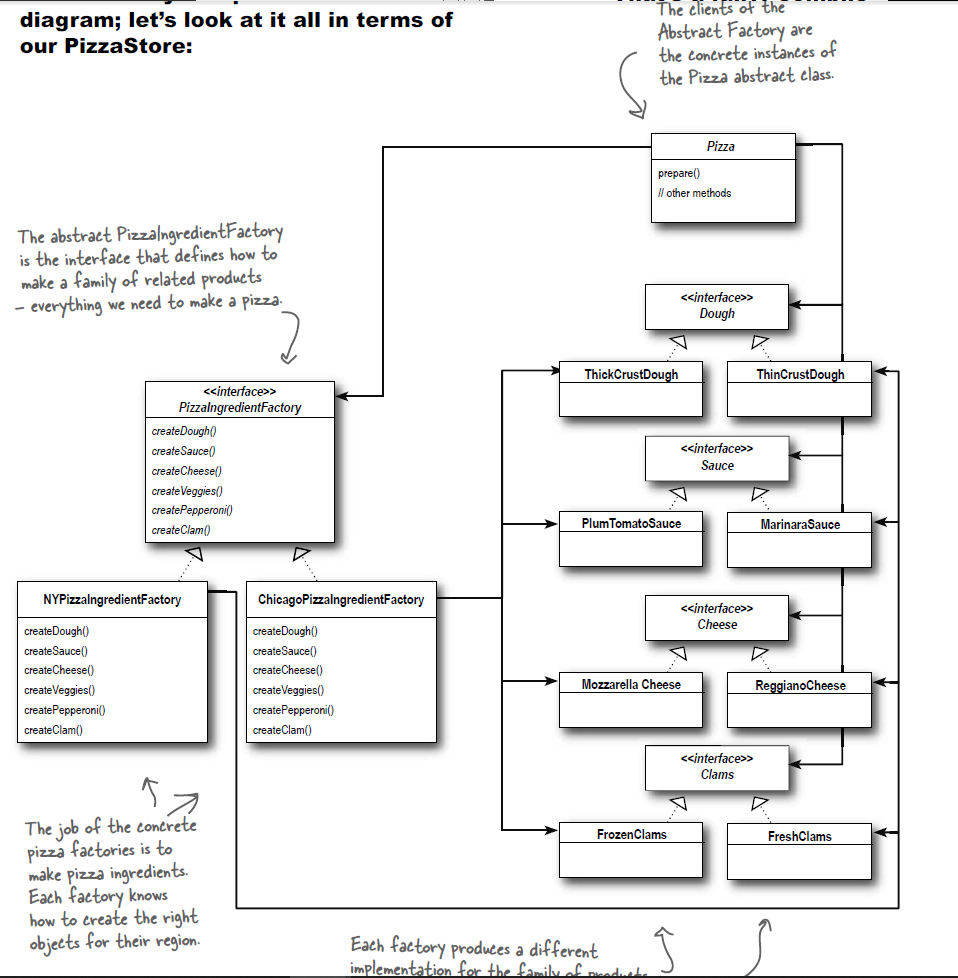 diagram; let's look at it all in terms of
our PizzaStore:
The clients of the
Abstract Factory are
the concrete instances of
the Pizza abstract class.
Pizza
prepare()
// other methods
The abstract PizzaIngredientFactory
is the interface that defines how to
make a family of related products
– everything we need to make a pizza.
<<interface>>
Dough
ThickCrustDough
ThinCrustDough
<<interface>>
PizzaIngredientFactory
createDough()
createSauce()
createCheese()
createVeggies()
createPepperoni()
createClam()
<<interface>>
Sauce
PlumTomatoSauce
MarinaraSauce
NYPizzaIngredientFactory
createDough()
createSauce()
createCheese()
createVeggies()
createPepperoni()
createClam()
ChicagoPizzaIngredientFactory
createDough()
createSauce()
createCheese()
createVeggies()
createPepperoni()
createClam()
<<interface>>
Cheese
Mozzarella Cheese
ReggianoCheese
<<interface>>
Clams
FrozenClams
FreshClams
The job of the concrete
pizza factories is to
make pizza ingredients.
Each factory knows
how to create the right
objects for their region.
Each factory produces a different
implementation for the family of products.